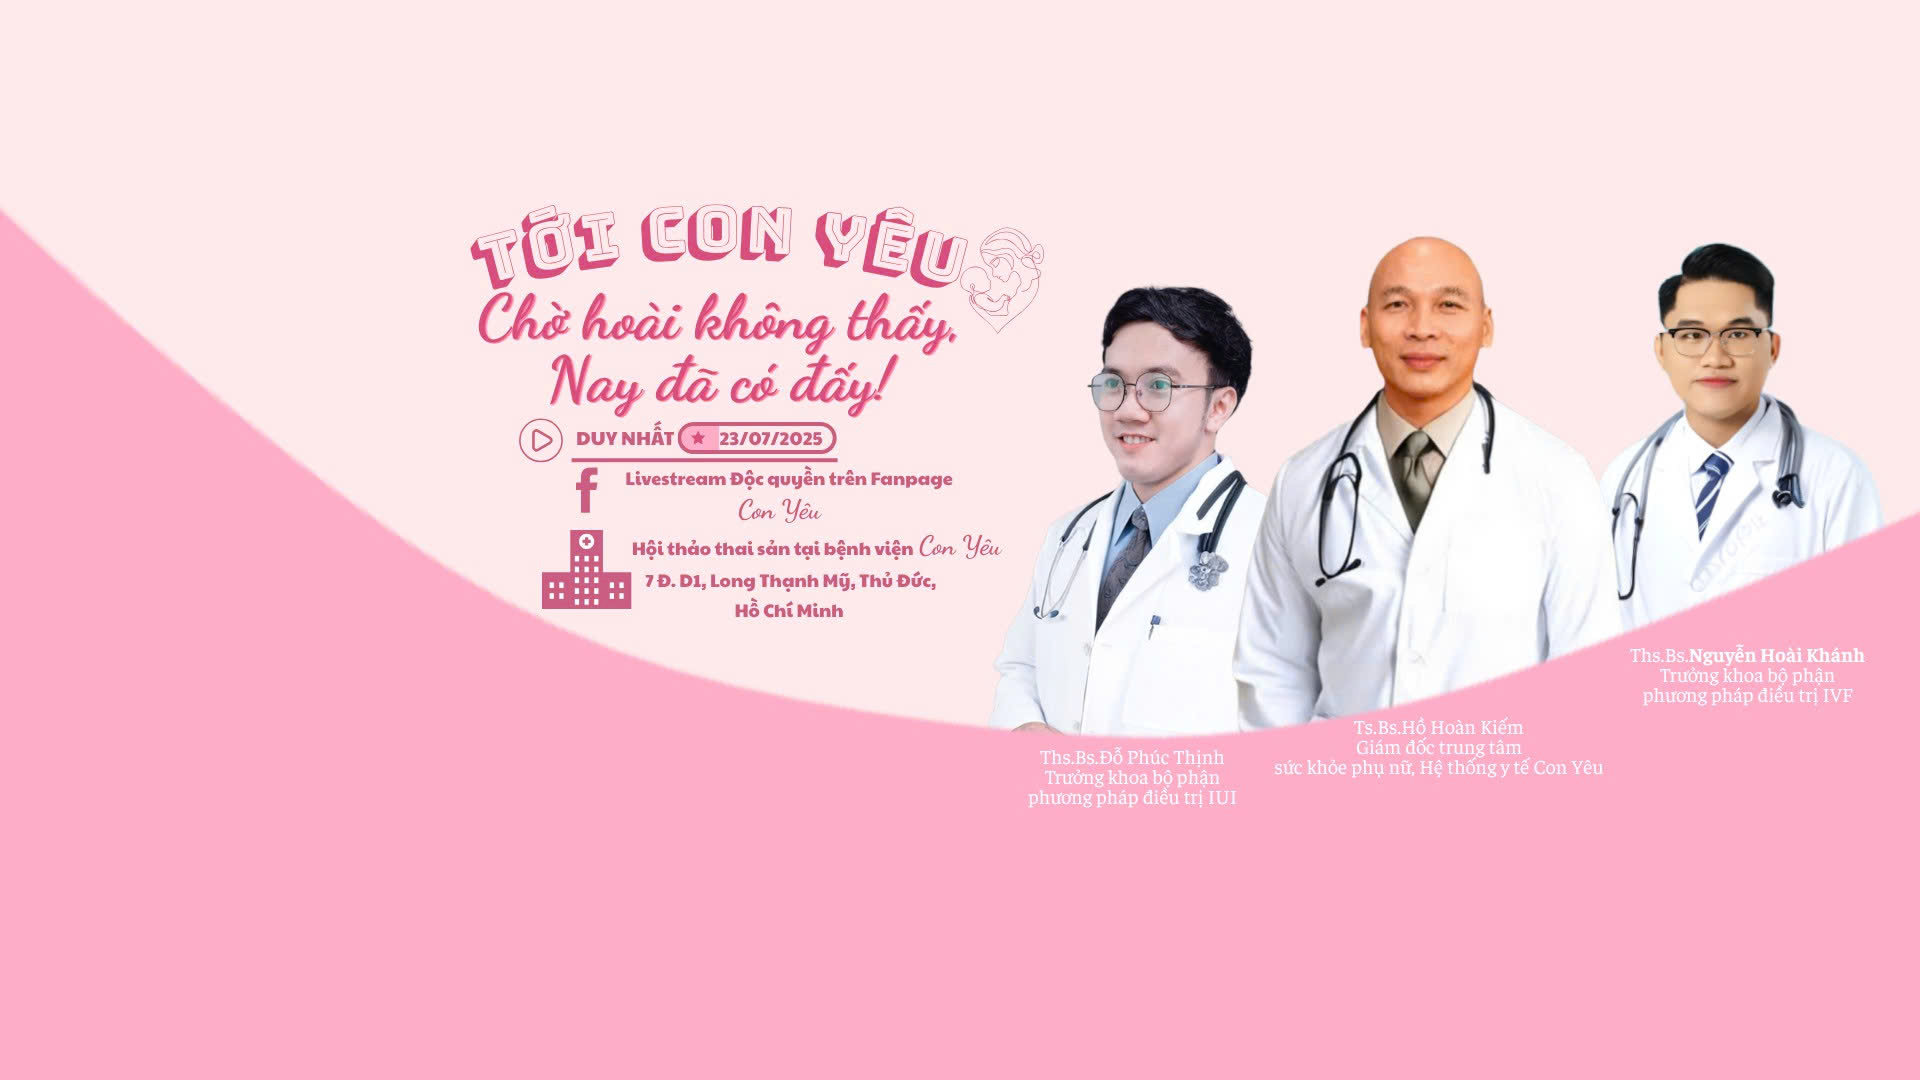 TỚI CON YÊU
Chờ hoài không thấy,
Nay đã có đấy!
DUY NHẤT 23/07/2025
Livestream Độc quyền trên Fanpage
Con Yêu
Hội thảo thai sản tại bệnh viện Con Yêu
7 Đ. D1, Long Thạnh Mỹ, Thủ Đức,
Hồ Chí Minh
Ths.Bs.Đỗ Phúc Thịnh
Trưởng khoa bộ phận
phương pháp điều trị IUI
Ts.Bs.Hồ Hoàn Kiếm
Giám đốc trung tâm
sức khỏe phụ nữ, Hệ thống y tế Con Yêu
Ths.Bs.Nguyễn Hoài Khánh
Trưởng khoa bộ phận
phương pháp điều trị IVF